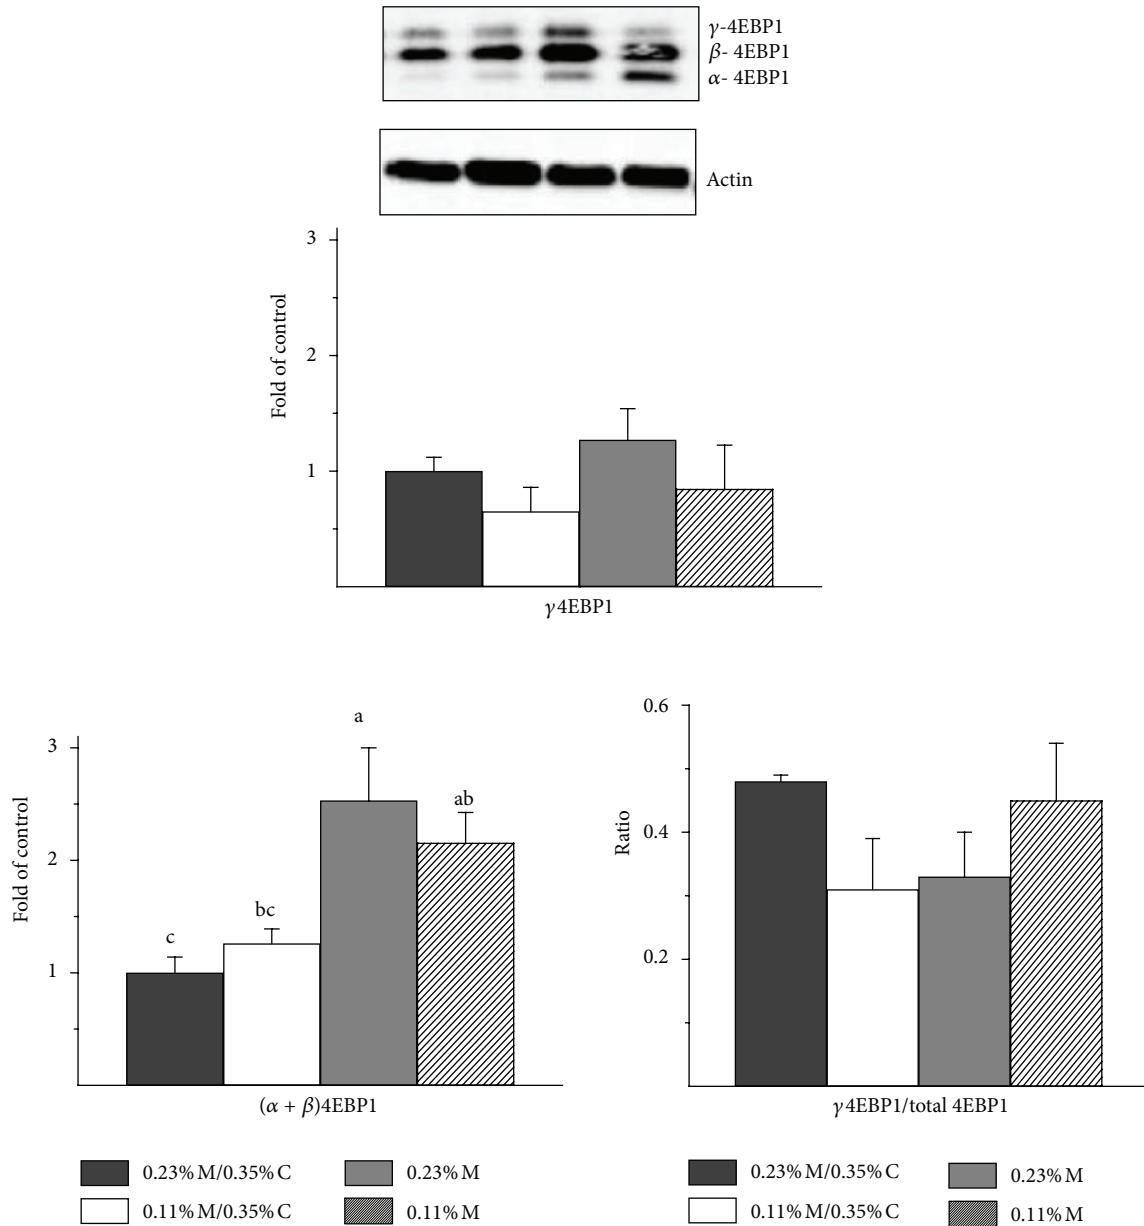 γ-4EBP1
β- 4EBP1
α- 4EBP1
Actin
3
2
1
Fold of control
γ4EBP1
3
2
1
Fold of control
a
ab
bc
c
(α + β)4EBP1
0.6
0.4
0.2
Ratio
γ4EBP1/total 4EBP1
0.23% M/0.35% C
0.23% M
0.11% M/0.35% C
0.11% M
0.23% M/0.35% C
0.23% M
0.11% M/0.35% C
0.11% M